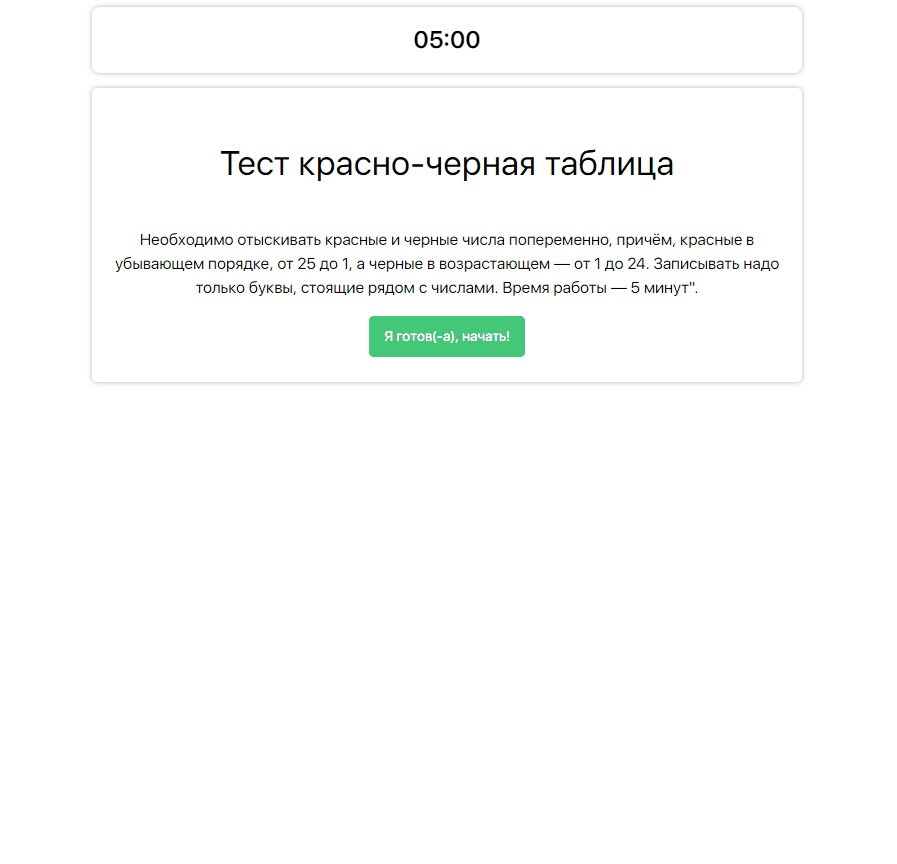 05:00
Тест красно-черная таблица
Необходимо отыскивать красные и черные числа попеременно, причём, красные в
убывающем порядке, от 25 до 1, а черные в возрастающем — от 1 до 24. Записывать надо
только буквы, стоящие рядом с числами. Время работы — 5 минут".
Я готов(-а), начать!